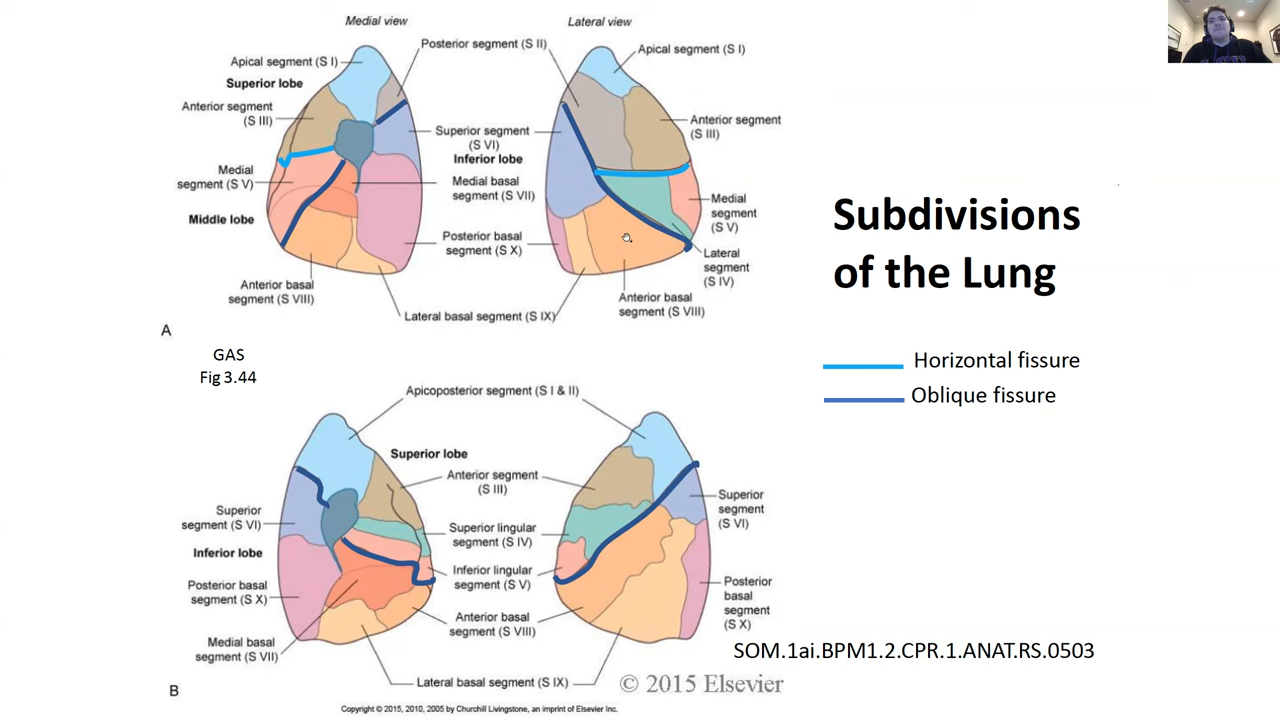 Medial view
Lateral view
Posterior segment (S II)
Apical segment (S I)
Apical segment (S I)
Superior lobe
Anterior segment
(S III)
Anterior segment
(S III)
Superior segment
(S VI)
Inferior lobe
Medial
segment (S V)
Medial basal
segment (S VII)
Medial
segment
(S V)
Middle lobe
Posterior basal
segment (S X)
Lateral
segment
(S IV)
Anterior basal
segment (S VIII)
Anterior basal
segment (S VIII)
Lateral basal segment (S IX)
A
GAS
Fig 3.44
Subdivisions
of the Lung
Horizontal fissure
Oblique fissure
Apicoposterior segment (S I & II)
Superior lobe
Anterior segment
(S III)
Superior
segment (S VI)
Superior lingular
segment (S IV)
Superior
segment
(S VI)
Inferior lobe
Inferior lingular
segment (S V)
Posterior basal
segment (S X)
Posterior
basal
segment
(S X)
Anterior basal
segment (S VIII)
Medial basal
segment (S VII)
Lateral basal segment (S IX)
B
SOM.1ai.BPM1.2.CPR.1.ANAT.RS.0503
© 2015 Elsevier
Copyright © 2015, 2010, 2005 by Churchill Livingstone, an imprint of Elsevier Inc.